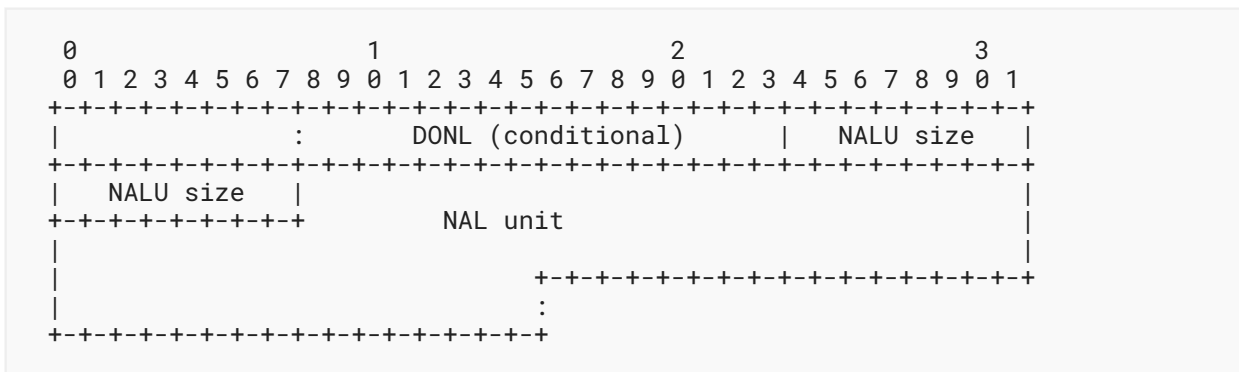 0                   1                   2                   3
 0 1 2 3 4 5 6 7 8 9 0 1 2 3 4 5 6 7 8 9 0 1 2 3 4 5 6 7 8 9 0 1
+-+-+-+-+-+-+-+-+-+-+-+-+-+-+-+-+-+-+-+-+-+-+-+-+-+-+-+-+-+-+-+-+
|               :       DONL (conditional)      |   NALU size   |
+-+-+-+-+-+-+-+-+-+-+-+-+-+-+-+-+-+-+-+-+-+-+-+-+-+-+-+-+-+-+-+-+
|   NALU size   |                                               |
+-+-+-+-+-+-+-+-+         NAL unit                              |
|                                                               |
|                               +-+-+-+-+-+-+-+-+-+-+-+-+-+-+-+-+
|                               :
+-+-+-+-+-+-+-+-+-+-+-+-+-+-+-+-+